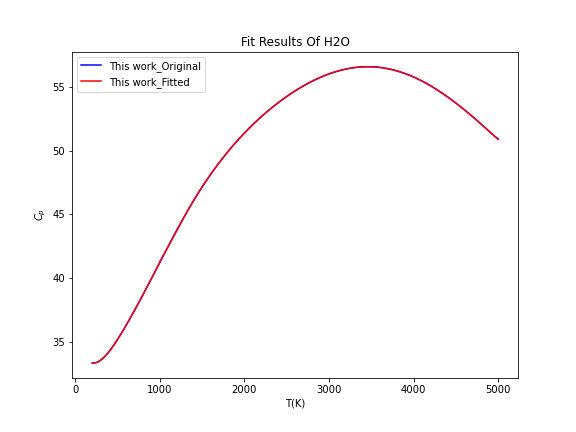 Fit Results Of H2O
This work_Original
This work_Fitted
55
50
45
40
35
C_p
0 1000 2000 3000 4000 5000
T(K)